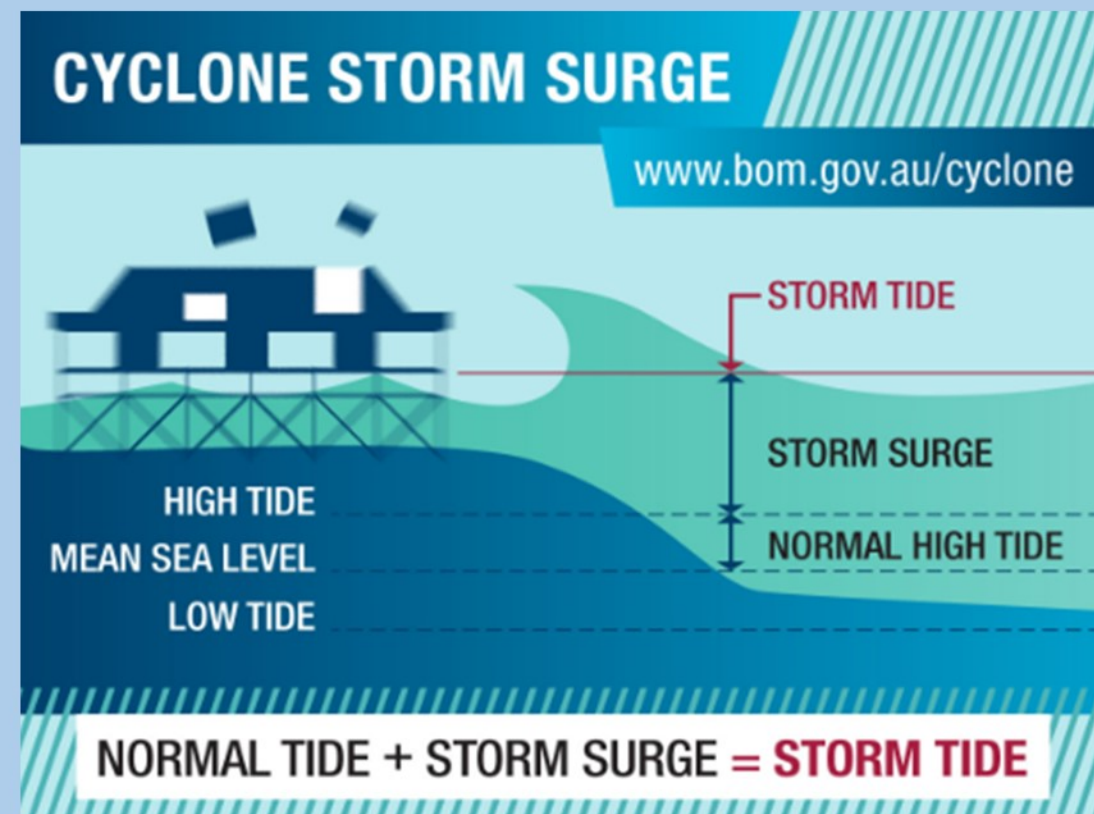 CYCLONE STORM SURGE
www.bom.gov.au/cyclone
STORM TIDE
STORM SURGE
HIGH TIDE
NORMAL HIGH TIDE
MEAN SEA LEVEL
LOW TIDE
NORMAL TIDE + STORM SURGE = STORM TIDE